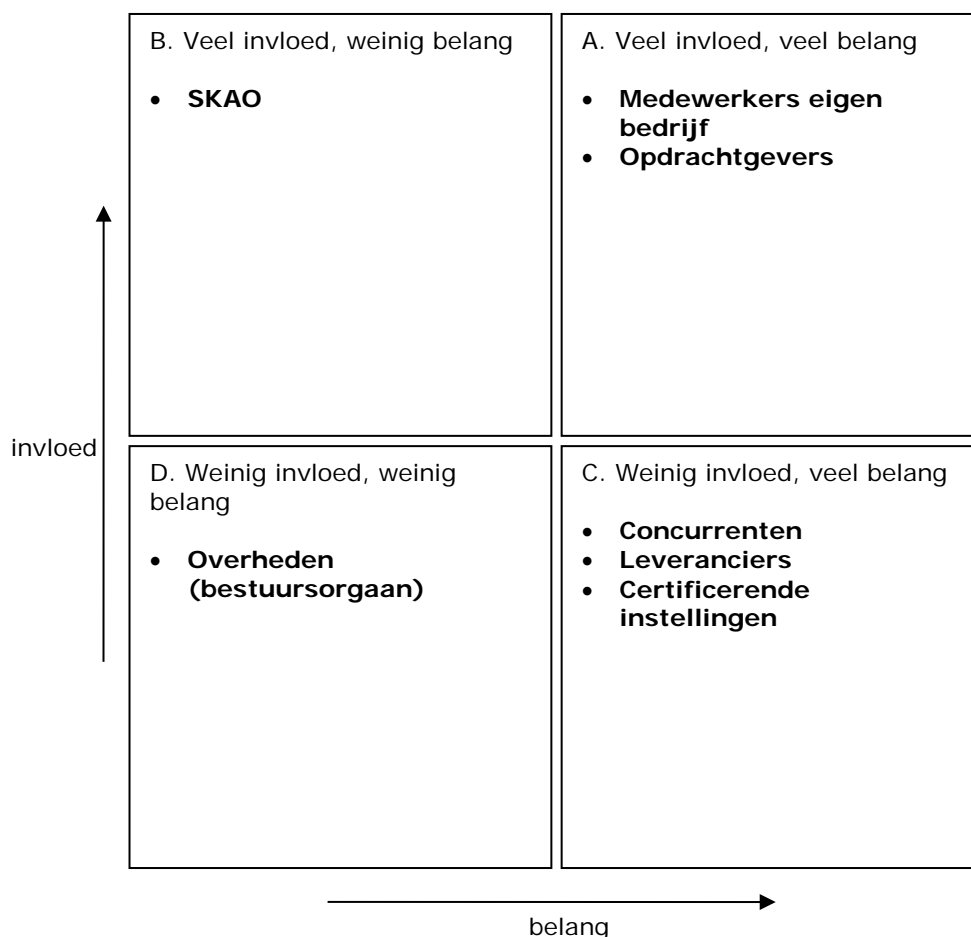 B. Veel invloed, weinig belang
• SKAO
A. Veel invloed, veel belang
• Medewerkers eigen
bedrijf
• Opdrachtgevers
invloed
D. Weinig invloed, weinig
belang
• Overheden
(bestuursorgaan)
C. Weinig invloed, veel belang
• Concurrenten
• Leveranciers
• Certificerende
instellingen
belang